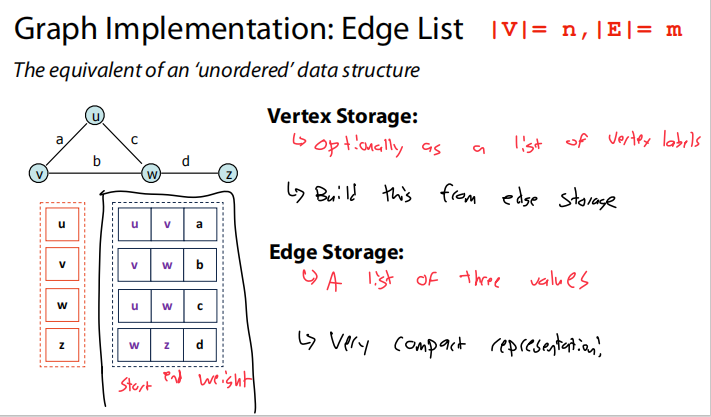 Graph Implementation: Edge List |V|= n,|E|= m
The equivalent of an ‘unordered’ data structure
u
a c
b d
v w z
u
v
w
z
u v a
v w b
u w c
w z d
Start end weight
Vertex Storage:
↳ optionally as a list of vertex labels
↳ Build this from edge storage
Edge Storage:
↳ A list of three values
↳ Very compact representation!